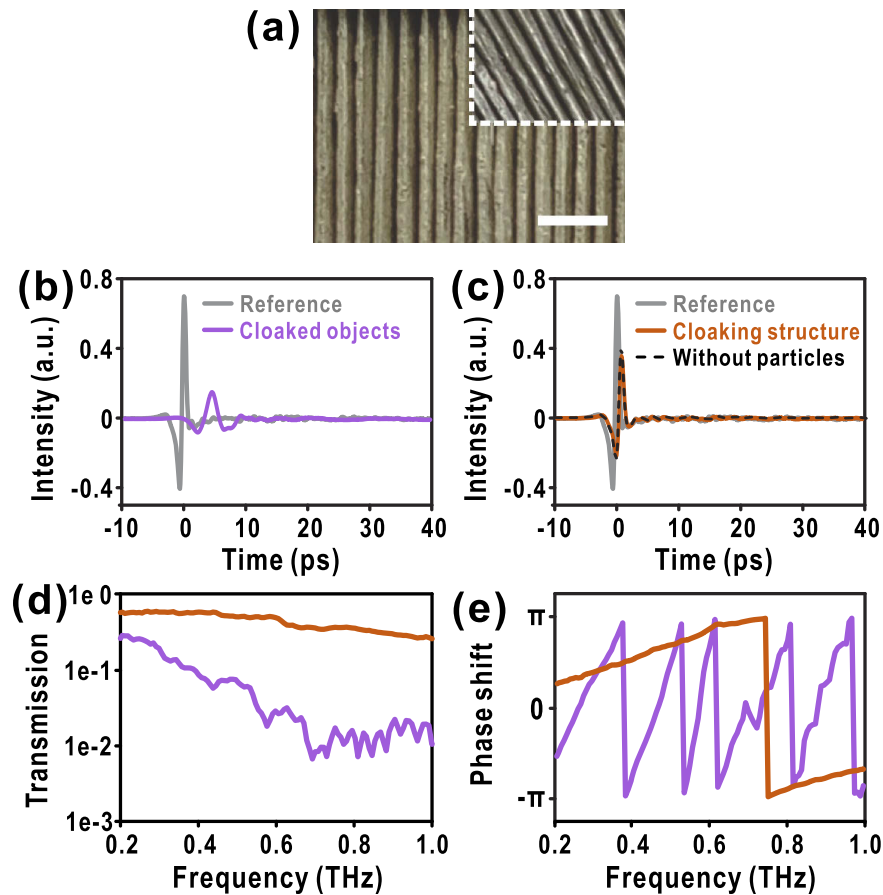 (a)
(b)
0.8
0.4
0
-0.4
Intensity (a.u.)
Reference
Cloaked objects
-10 0 10 20 30 40
Time (ps)
(c)
0.8
0.4
0
-0.4
Intensity (a.u.)
Reference
Cloaking structure
Without particles
-10 0 10 20 30 40
Time (ps)
(d)
1e 0
1e-1
1e-2
1e-3
Transmission
0.2 0.4 0.6 0.8 1.0
Frequency (THz)
(e)
π
0
-π
Phase shift
0.2 0.4 0.6 0.8 1.0
Frequency (THz)